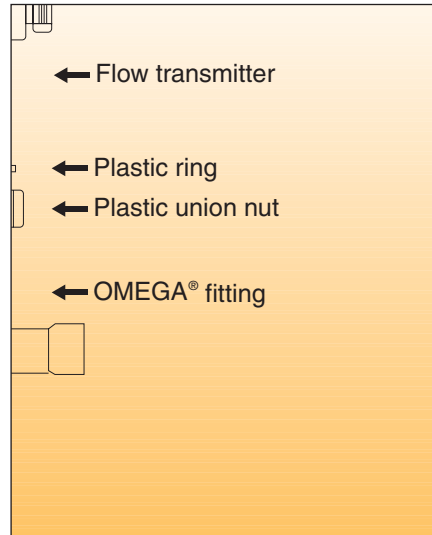 Flow transmitter
Plastic ring
Plastic union nut
OMEGA® fitting